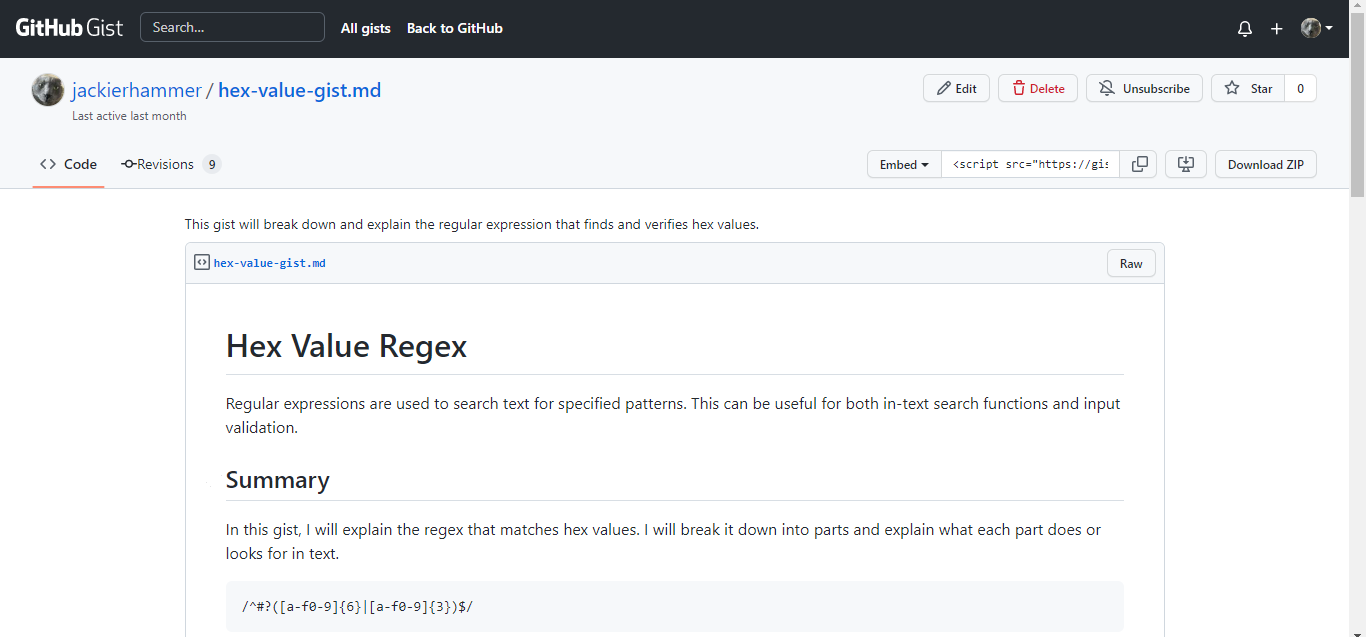 GitHub Gist Search... All gists Back to GitHub
jackierhammer / hex-value-gist.md
Edit Delete Unsubscribe Star 0
Last active last month
<> Code Revisions 9
Embed <script src="https://gis Download ZIP
This gist will break down and explain the regular expression that finds and verifies hex values.
hex-value-gist.md Raw
Hex Value Regex
Regular expressions are used to search text for specified patterns. This can be useful for both in-text search functions and input
validation.
Summary
In this gist, I will explain the regex that matches hex values. I will break it down into parts and explain what each part does or
looks for in text.
/^#?([a-f0-9]{6}|[a-f0-9]{3})$/